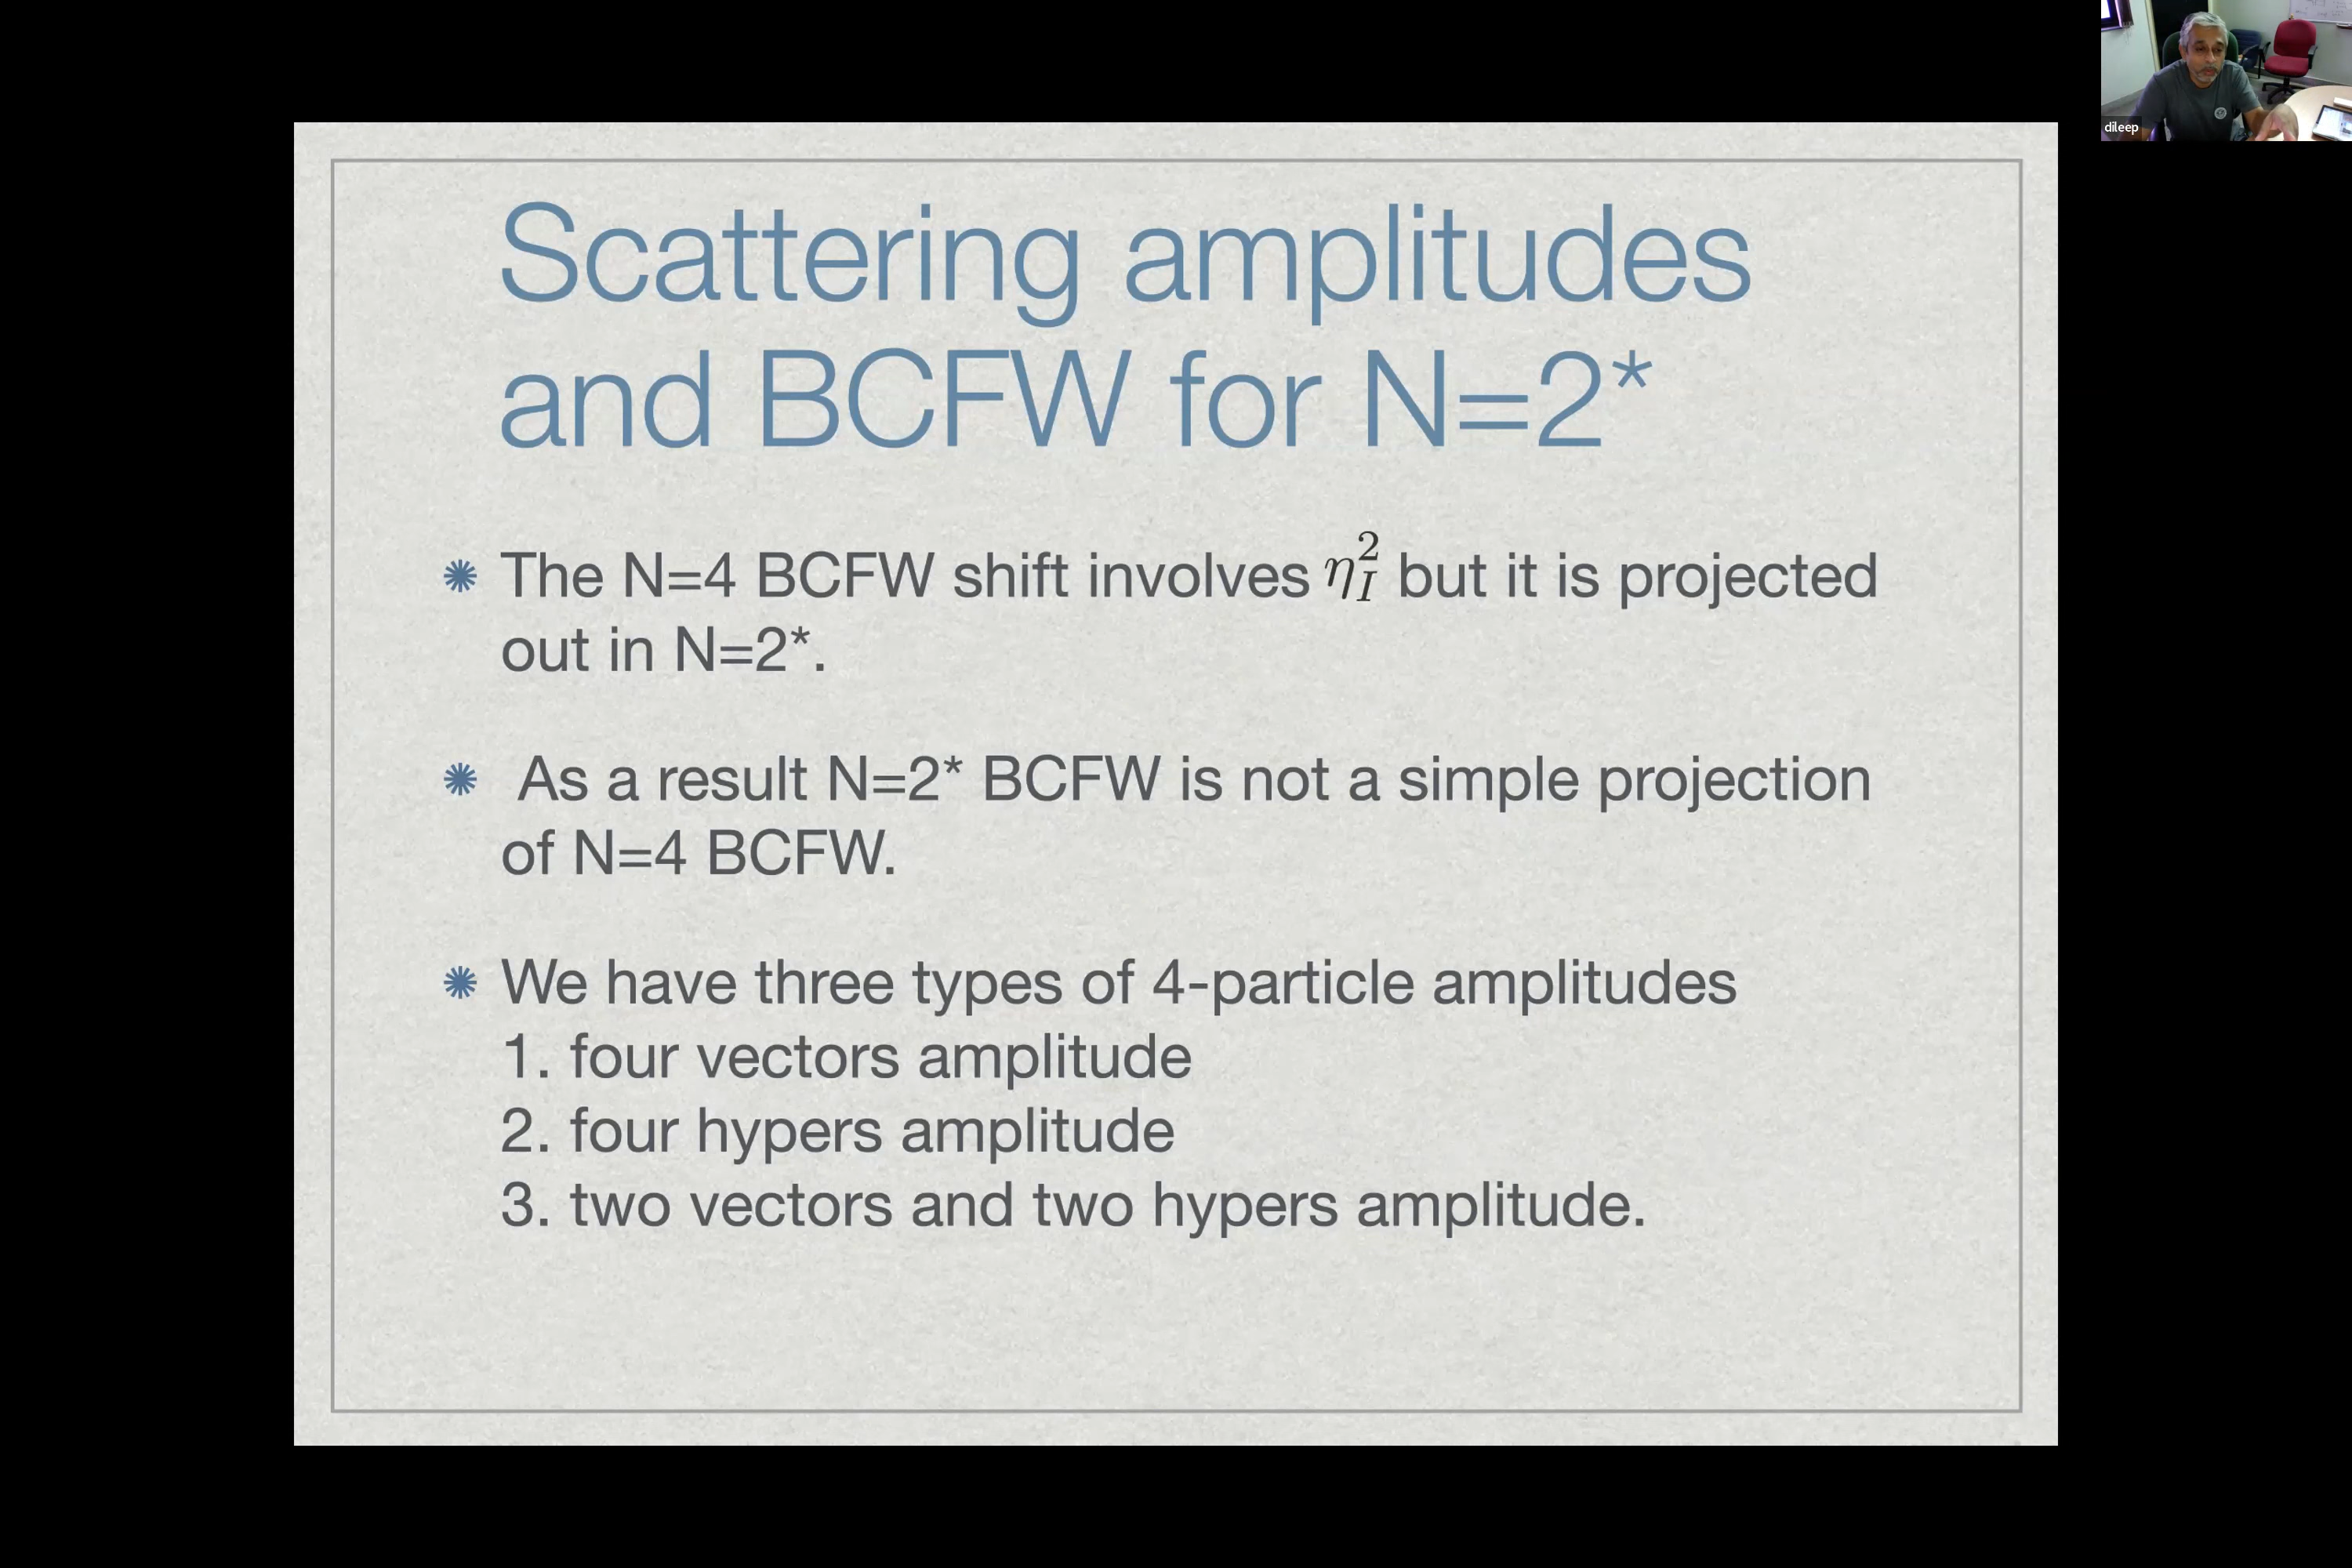 dileep
Scattering amplitudes
and BCFW for N=2*
The N=4 BCFW shift involves $\eta_I^2$ but it is projected
out in N=2*.
As a result N=2* BCFW is not a simple projection
of N=4 BCFW.
We have three types of 4-particle amplitudes
1. four vectors amplitude
2. four hypers amplitude
3. two vectors and two hypers amplitude.